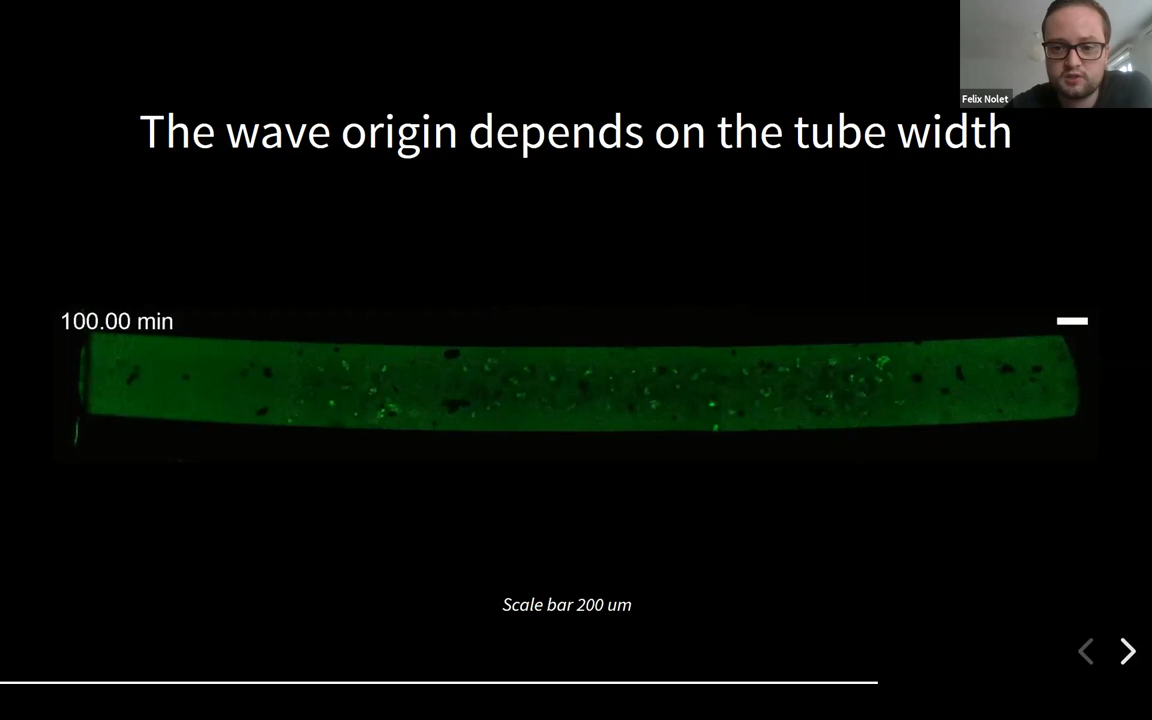 Felix Nolet
The wave origin depends on the tube width
100.00 min
Scale bar 200 um